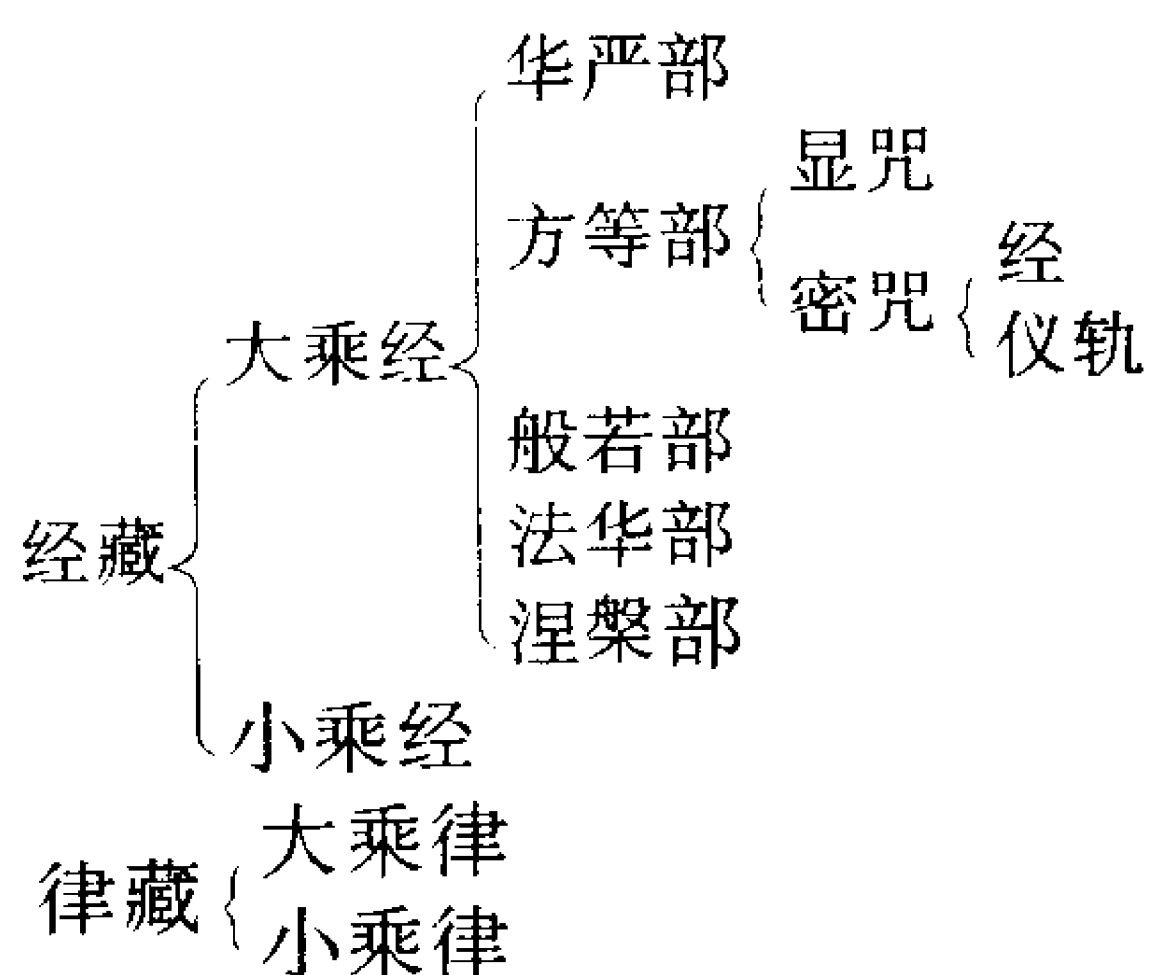 华严部
显咒
方等部
经
密咒
仪轨
大乘经
般若部
法华部
经藏
涅槃部
小乘经
大乘律
律藏
小乘律